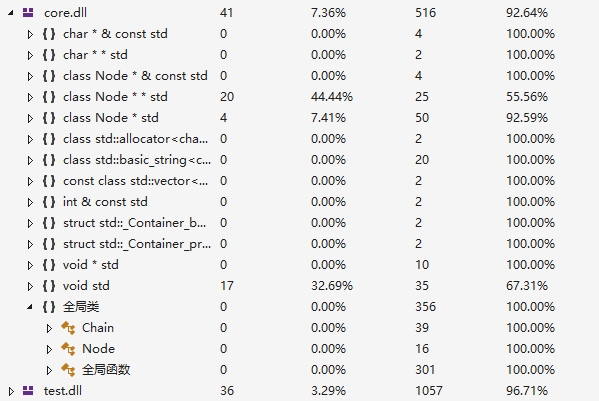 core.dll 41 7.36% 516 92.64%
{ } char * & const std 0 0.00% 4 100.00%
{ } char * * std 0 0.00% 2 100.00%
{ } class Node * & const std 0 0.00% 4 100.00%
{ } class Node * * std 20 44.44% 25 55.56%
{ } class Node * std 4 7.41% 50 92.59%
{ } class std::allocator<cha... 0 0.00% 2 100.00%
{ } class std::basic_string<c... 0 0.00% 20 100.00%
{ } const class std::vector<... 0 0.00% 2 100.00%
{ } int & const std 0 0.00% 2 100.00%
{ } struct std::_Container_b... 0 0.00% 2 100.00%
{ } struct std::_Container_pr... 0 0.00% 2 100.00%
{ } void * std 0 0.00% 10 100.00%
{ } void std 17 32.69% 35 67.31%
{ } 全局类 0 0.00% 356 100.00%
Chain 0 0.00% 39 100.00%
Node 0 0.00% 16 100.00%
全局函数 0 0.00% 301 100.00%
test.dll 36 3.29% 1057 96.71%